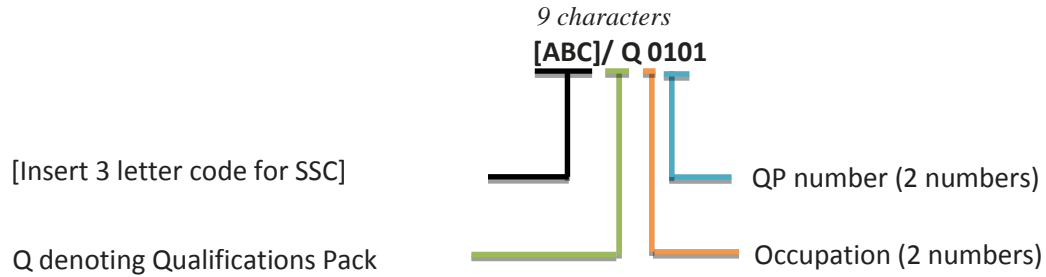 9 characters
[ABC]/ Q 0101
[Insert 3 letter code for SSC]
QP number (2 numbers)
Q denoting Qualifications Pack
Occupation (2 numbers)